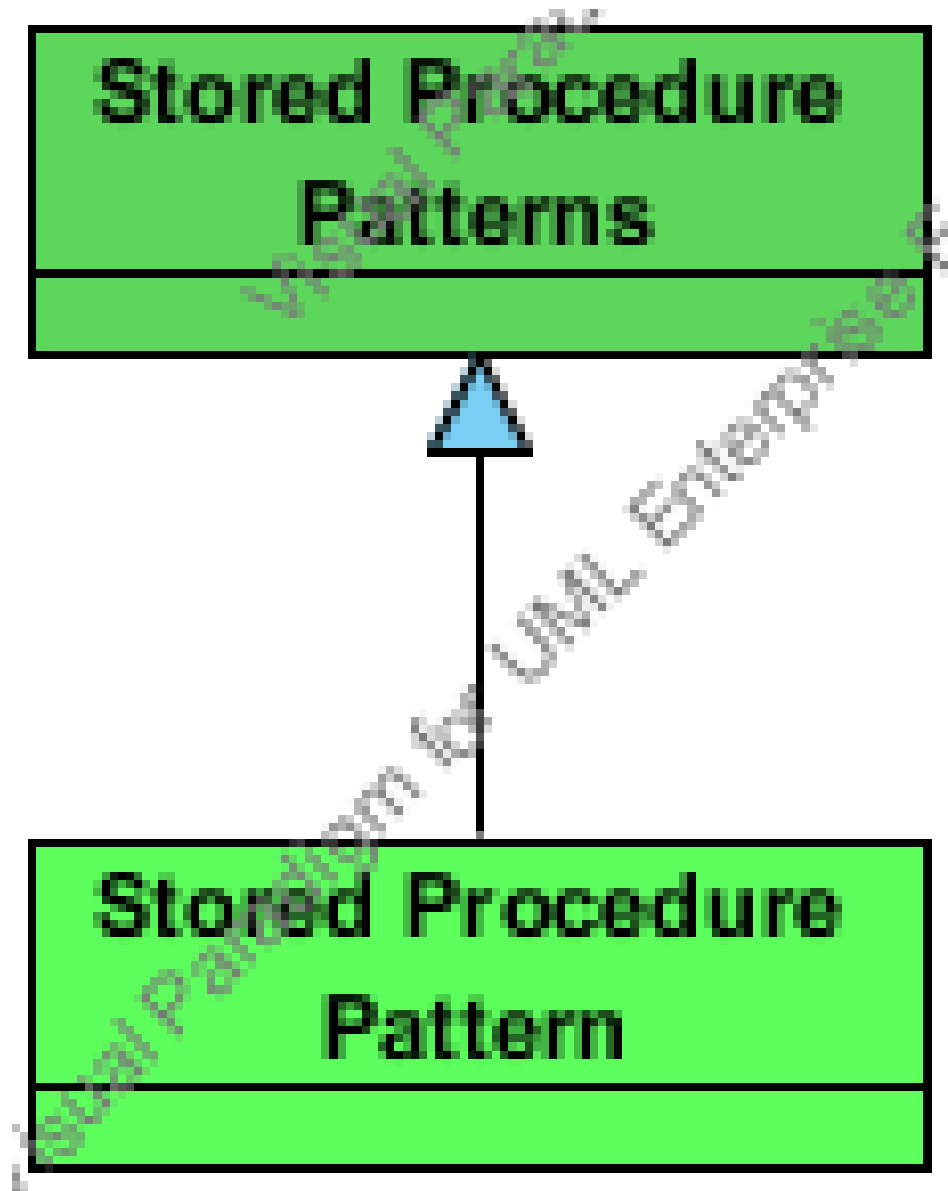 Stored Procedure
Patterns
Stored Procedure
Pattern
Visual Paradigm for UML Enterprise